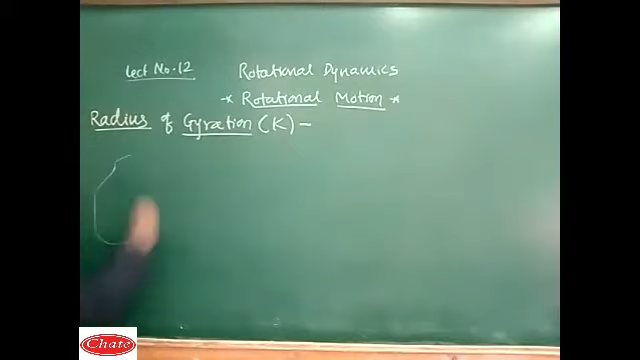 Lect No.12
Rotational Dynamics
* Rotational Motion *
Radius of Gyration (K) -
Chate